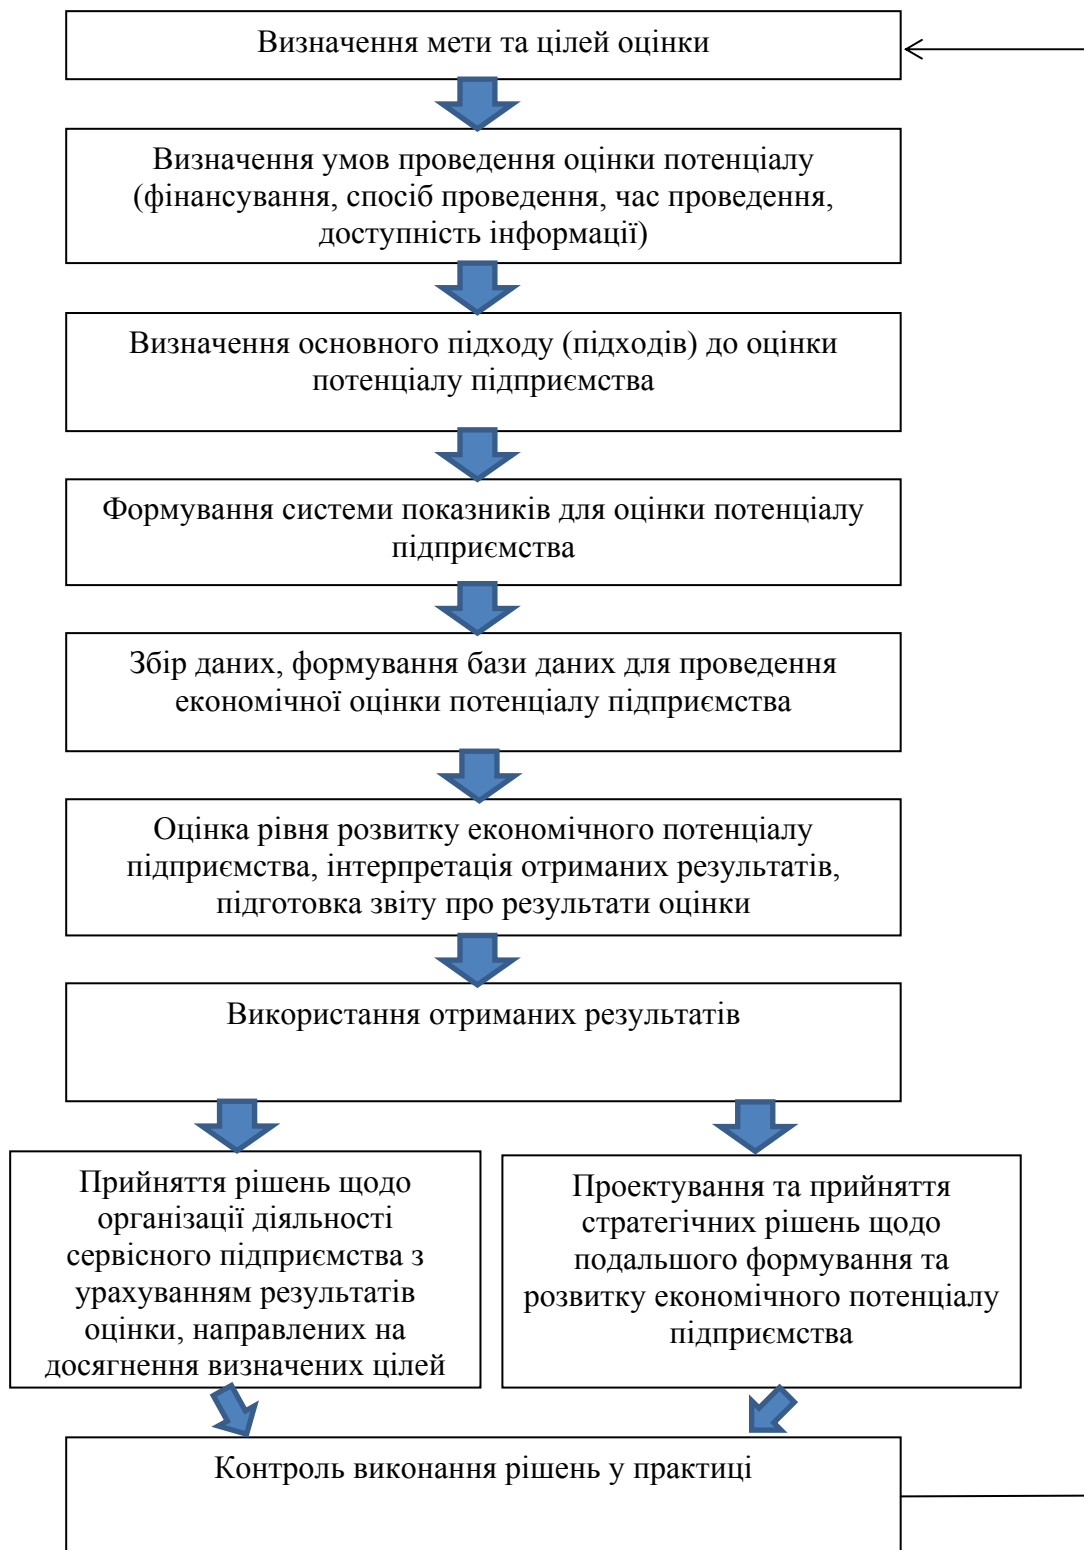 Визначення мети та цілей оцінки
Визначення умов проведення оцінки потенціалу
(фінансування, спосіб проведення, час проведення,
доступність інформації)
Визначення основного підходу (підходів) до оцінки
потенціалу підприємства
Формування системи показників для оцінки потенціалу
підприємства
Збір даних, формування бази даних для проведення
економічної оцінки потенціалу підприємства
Оцінка рівня розвитку економічного потенціалу
підприємства, інтерпретація отриманих результатів,
підготовка звіту про результати оцінки
Використання отриманих результатів
Прийняття рішень щодо
організації діяльності
сервісного підприємства з
урахуванням результатів
оцінки, направлених на
досягнення визначених цілей
Проектування та прийняття
стратегічних рішень щодо
подальшого формування та
розвитку економічного потенціалу
підприємства
Контроль виконання рішень у практиці